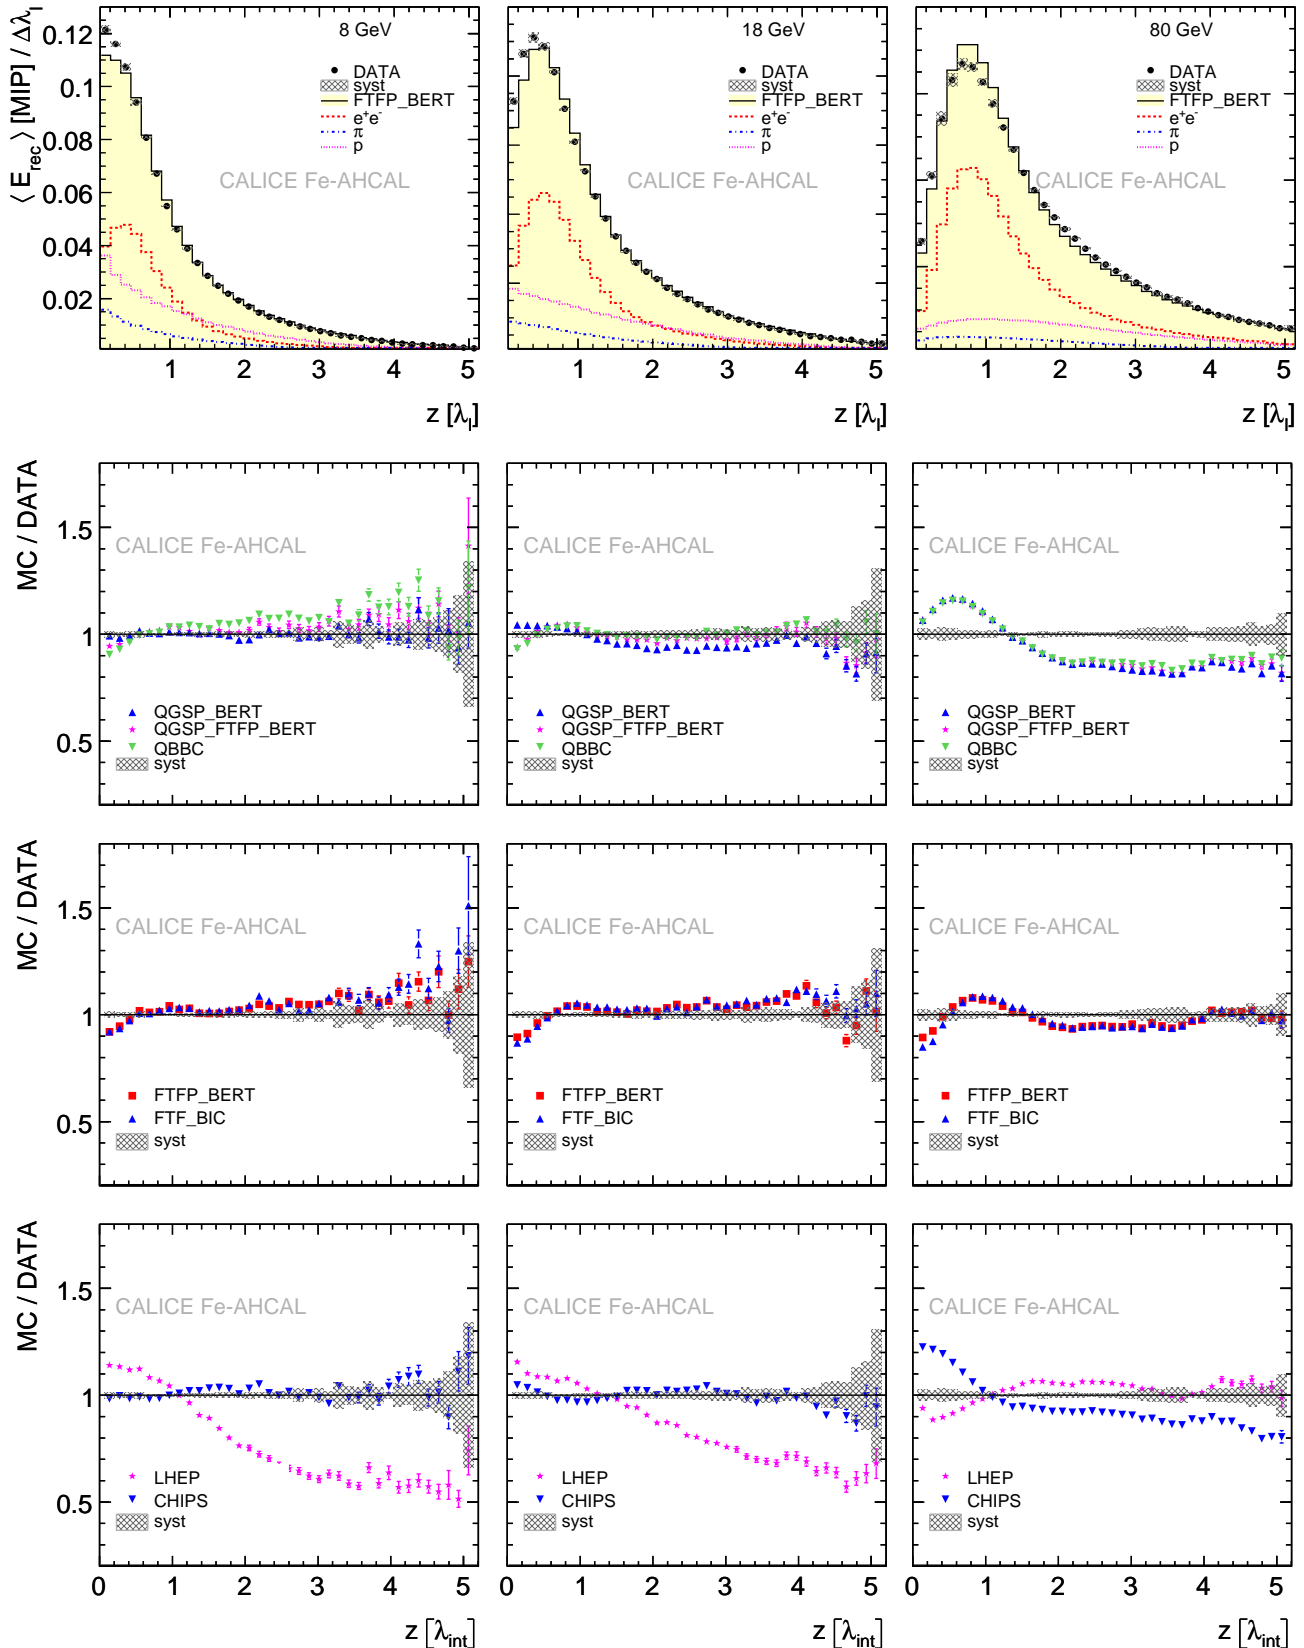 ⟨ E_rec ⟩ [MIP] / Δλ_I
0.12
0.1
0.08
0.06
0.04
0.02
8 GeV
DATA
syst
FTFP_BERT
e⁺e⁻
π
p
CALICE Fe-AHCAL
1 2 3 4 5
z [λ_I]
18 GeV
DATA
syst
FTFP_BERT
e⁺e⁻
π
p
CALICE Fe-AHCAL
1 2 3 4 5
z [λ_I]
80 GeV
DATA
syst
FTFP_BERT
e⁺e⁻
π
p
CALICE Fe-AHCAL
1 2 3 4 5
z [λ_I]
MC / DATA
1.5
1
0.5
CALICE Fe-AHCAL
QGSP_BERT
QGSP_FTFP_BERT
QBBC
syst
CALICE Fe-AHCAL
QGSP_BERT
QGSP_FTFP_BERT
QBBC
syst
CALICE Fe-AHCAL
QGSP_BERT
QGSP_FTFP_BERT
QBBC
syst
MC / DATA
1.5
1
0.5
CALICE Fe-AHCAL
FTFP_BERT
FTF_BIC
syst
CALICE Fe-AHCAL
FTFP_BERT
FTF_BIC
syst
CALICE Fe-AHCAL
FTFP_BERT
FTF_BIC
syst
MC / DATA
1.5
1
0.5
CALICE Fe-AHCAL
LHEP
CHIPS
syst
0 1 2 3 4 5
z [λ_int]
CALICE Fe-AHCAL
LHEP
CHIPS
syst
0 1 2 3 4 5
z [λ_int]
CALICE Fe-AHCAL
LHEP
CHIPS
syst
0 1 2 3 4 5
z [λ_int]